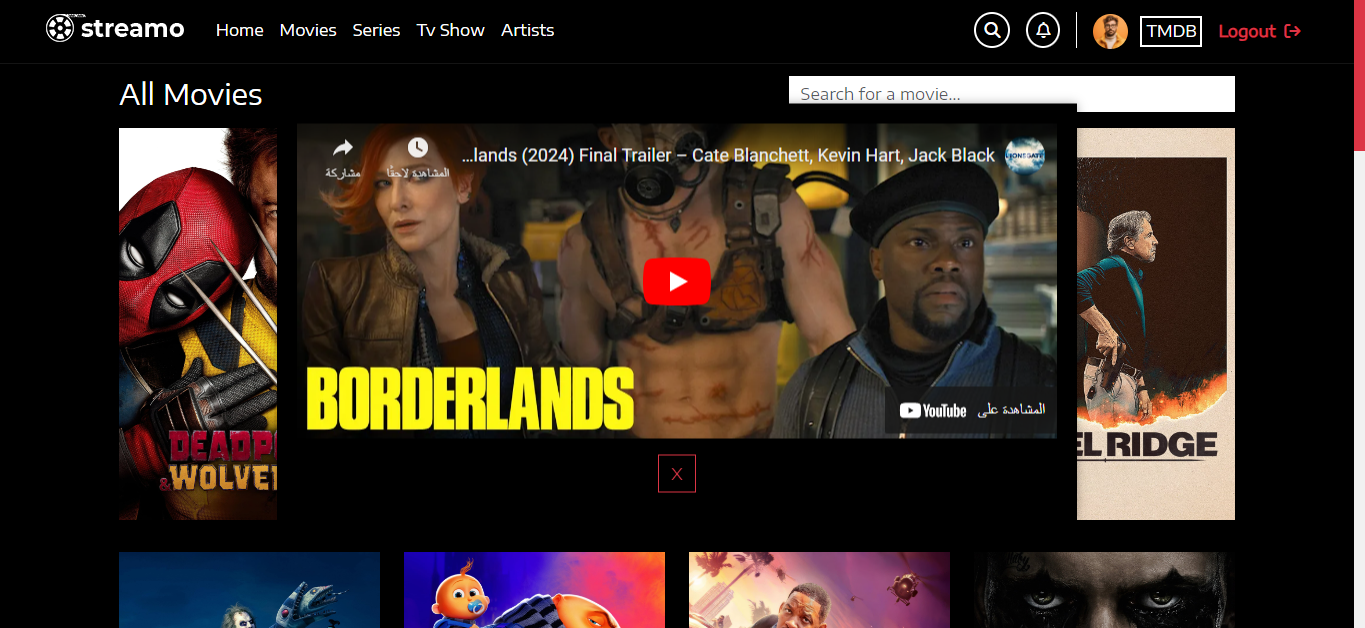 streamo Home Movies Series Tv Show Artists TMDB Logout
All Movies
Search for a movie...
مشاركة
المشاهدة لاحقًا
...lands (2024) Final Trailer – Cate Blanchett, Kevin Hart, Jack Black
LIONSGATE
BORDERLANDS
المشاهدة على YouTube
X
DEADP
& WOLVE
EL RIDGE